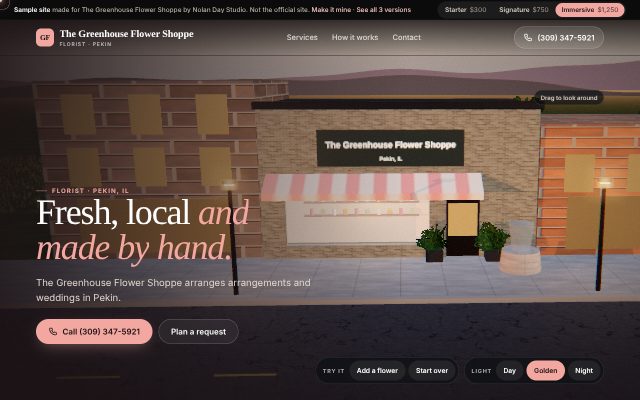 Sample site made for The Greenhouse Flower Shoppe by Nolan Day Studio. Not the official site. Make it mine · See all 3 versions
Starter $300 Signature $750 Immersive $1,250
GF The Greenhouse Flower Shoppe
FLORIST · PEKIN
Services How it works Contact
(309) 347-5921
Drag to look around
The Greenhouse Flower Shoppe
Pekin, IL
FLORIST · PEKIN, IL
Fresh, local and
made by hand.
The Greenhouse Flower Shoppe arranges arrangements and
weddings in Pekin.
Call (309) 347-5921 Plan a request
TRY IT Add a flower Start over LIGHT Day Golden Night